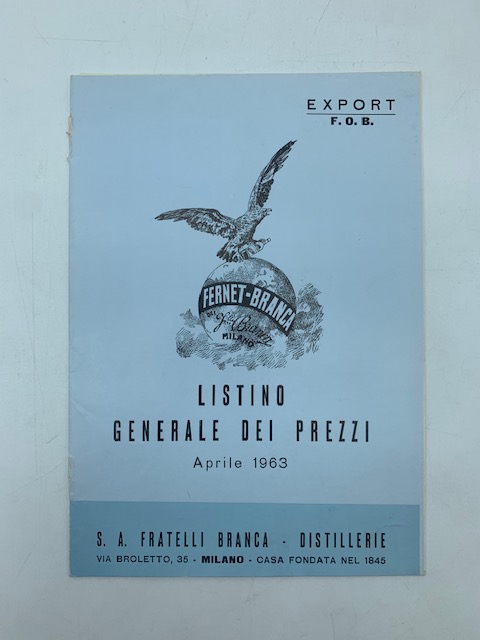 EXPORT
F. O. B.
FERNET-BRANCA
MILANO
LISTINO
GENERALE DEI PREZZI
Aprile 1963
S. A. FRATELLI BRANCA - DISTILLERIE
VIA BROLETTO, 35 - MILANO - CASA FONDATA NEL 1845